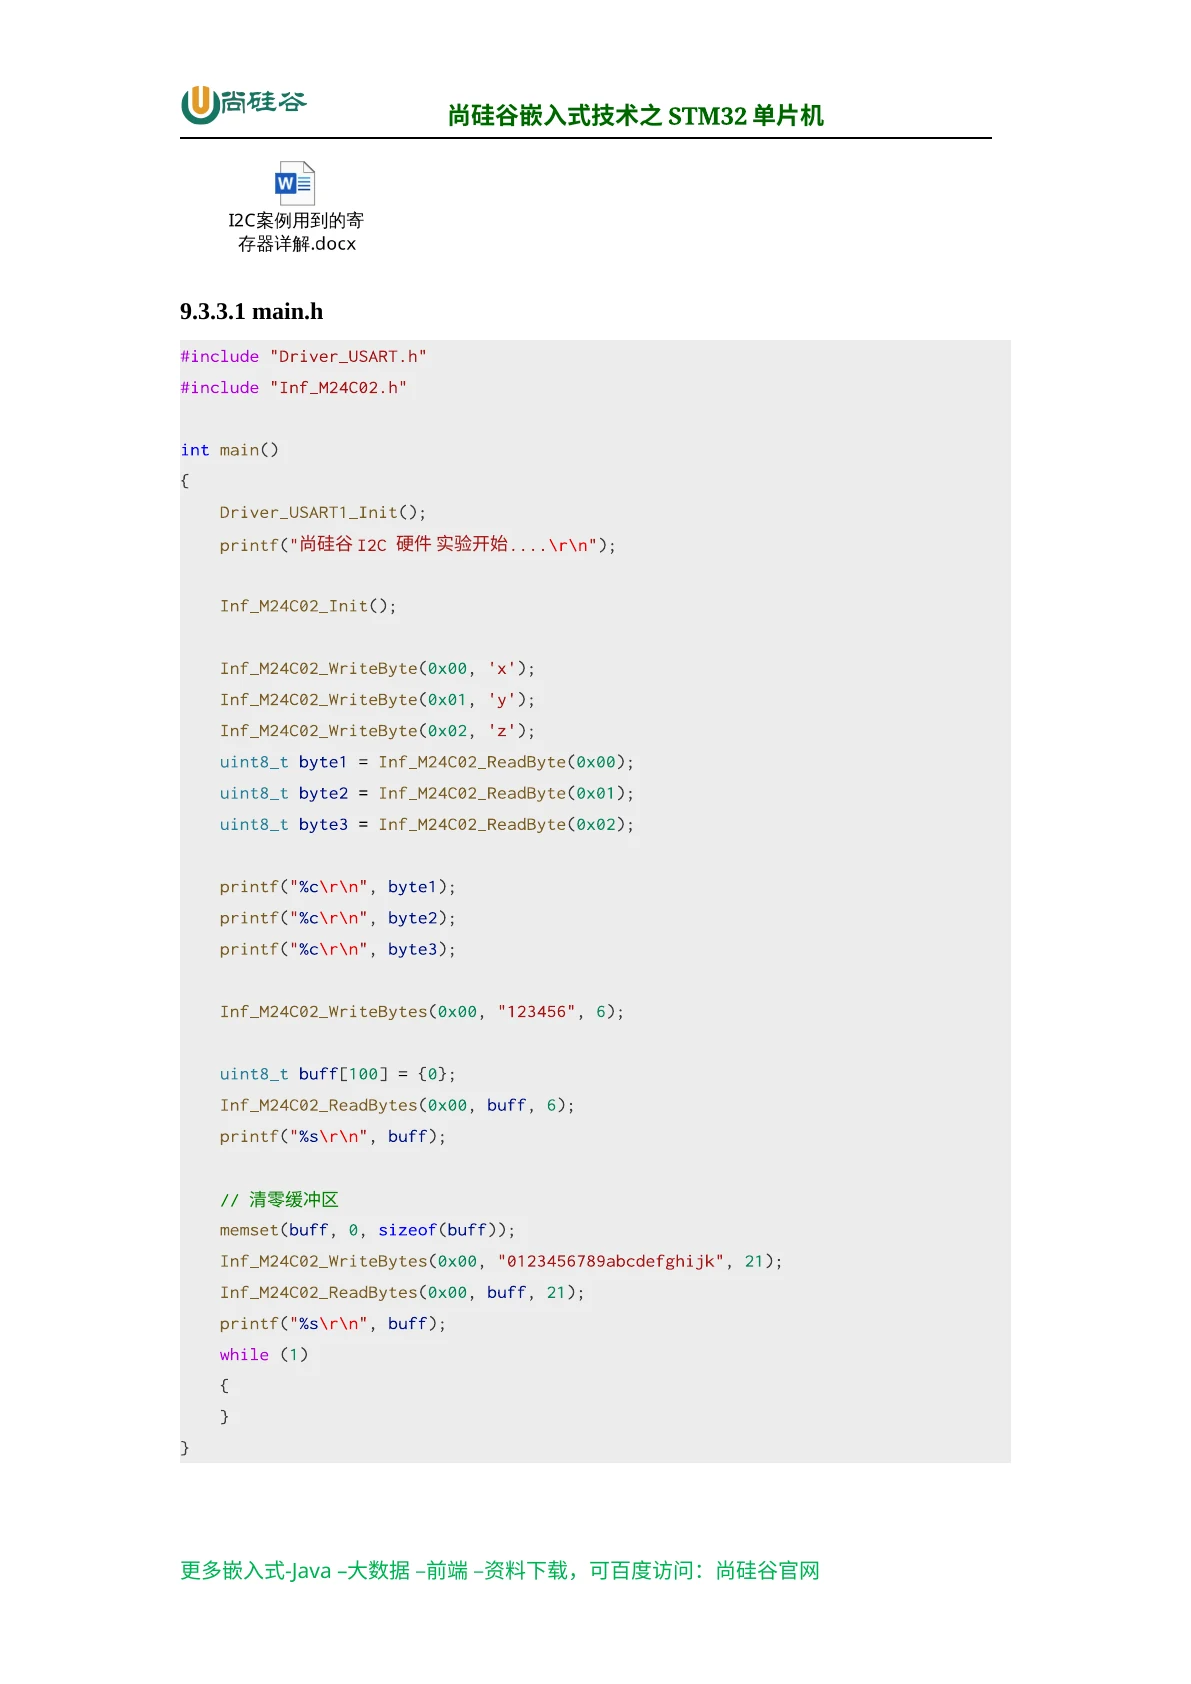 尚硅谷
尚硅谷嵌入式技术之 STM32 单片机
I2C案例用到的寄
存器详解.docx
9.3.3.1 main.h
#include "Driver_USART.h"
#include "Inf_M24C02.h"
int main()
{
    Driver_USART1_Init();
    printf("尚硅谷 I2C 硬件 实验开始....\r\n");
    Inf_M24C02_Init();
    Inf_M24C02_WriteByte(0x00, 'x');
    Inf_M24C02_WriteByte(0x01, 'y');
    Inf_M24C02_WriteByte(0x02, 'z');
    uint8_t byte1 = Inf_M24C02_ReadByte(0x00);
    uint8_t byte2 = Inf_M24C02_ReadByte(0x01);
    uint8_t byte3 = Inf_M24C02_ReadByte(0x02);
    printf("%c\r\n", byte1);
    printf("%c\r\n", byte2);
    printf("%c\r\n", byte3);
    Inf_M24C02_WriteBytes(0x00, "123456", 6);
    uint8_t buff[100] = {0};
    Inf_M24C02_ReadBytes(0x00, buff, 6);
    printf("%s\r\n", buff);
    // 清零缓冲区
    memset(buff, 0, sizeof(buff));
    Inf_M24C02_WriteBytes(0x00, "0123456789abcdefghijk", 21);
    Inf_M24C02_ReadBytes(0x00, buff, 21);
    printf("%s\r\n", buff);
    while (1)
    {
    }
}
更多嵌入式-Java –大数据 –前端 –资料下载，可百度访问：尚硅谷官网